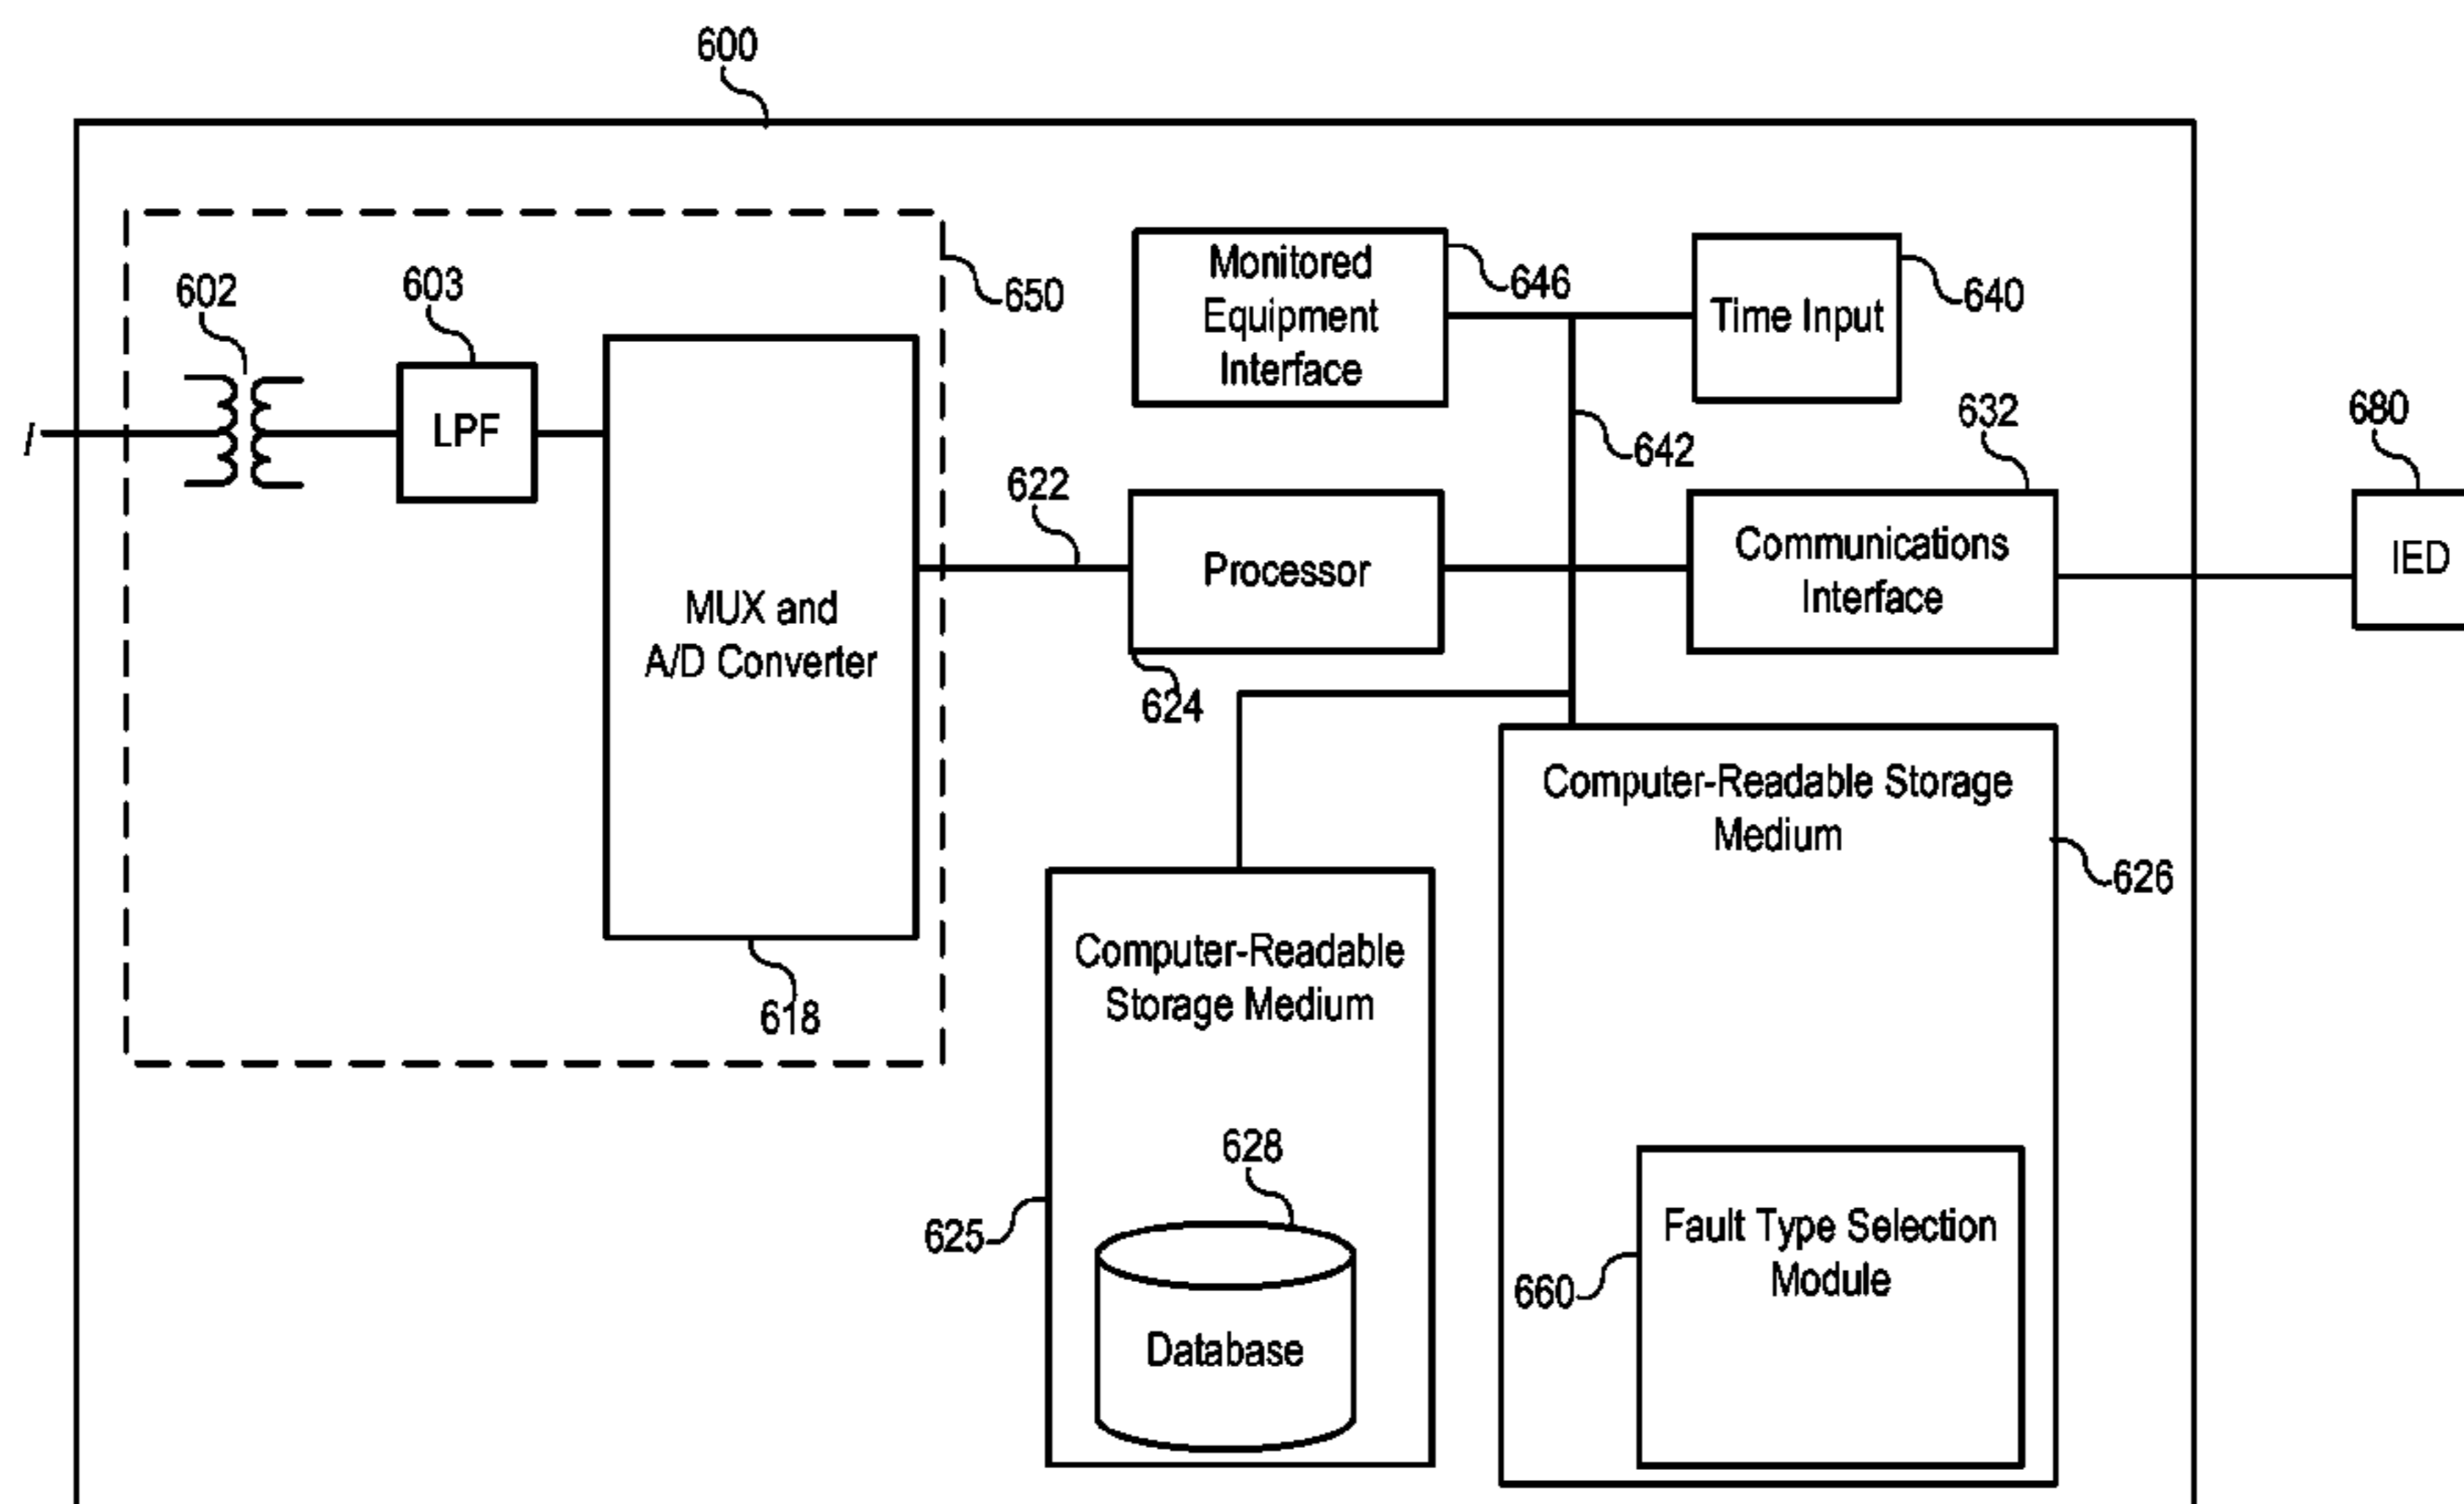 600
602
603
650
Monitored
Equipment
Interface
646
Time Input
640
I
LPF
642
632
680
622
MUX and
A/D Converter
Processor
Communications
Interface
IED
624
618
Computer-Readable Storage
Medium
626
Computer-Readable
Storage Medium
628
625
Database
Fault Type Selection
Module
660